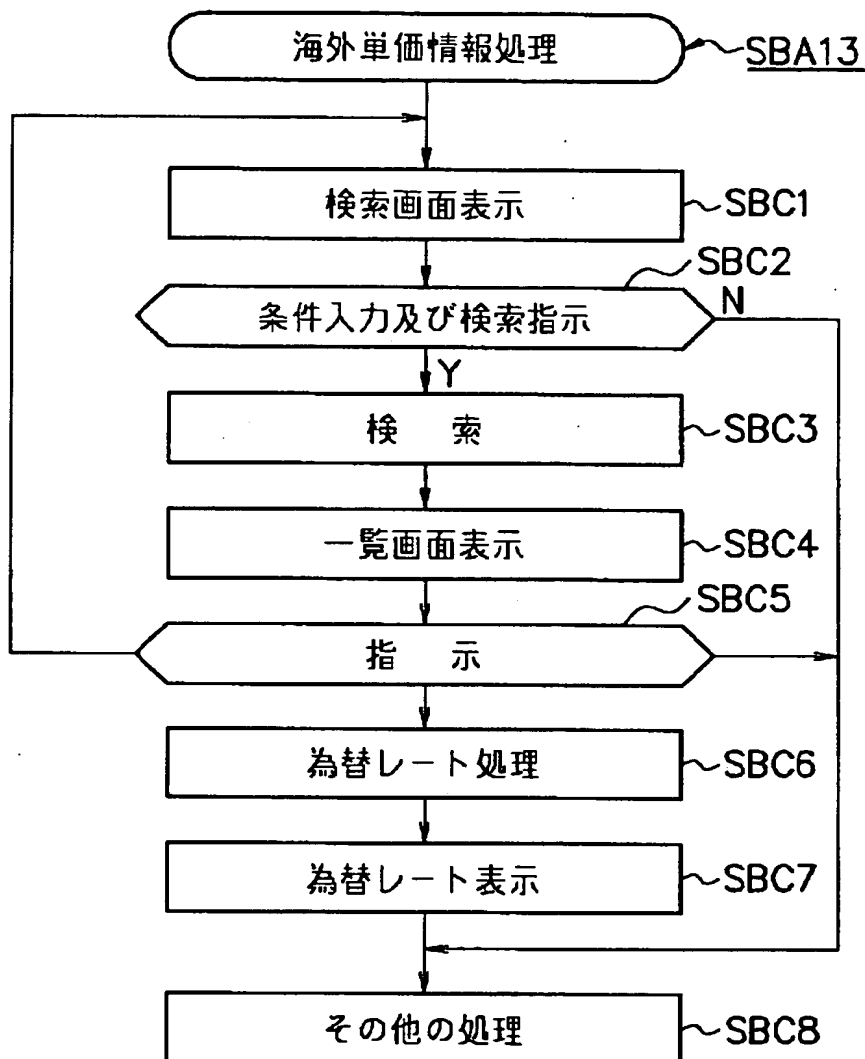 海外単価情報処理 SBA13
検索画面表示 SBC1
SBC2
条件入力及び検索指示 N
Y
検 索 SBC3
一覧画面表示 SBC4
SBC5
指 示
為替レート処理 SBC6
為替レート表示 SBC7
その他の処理 SBC8